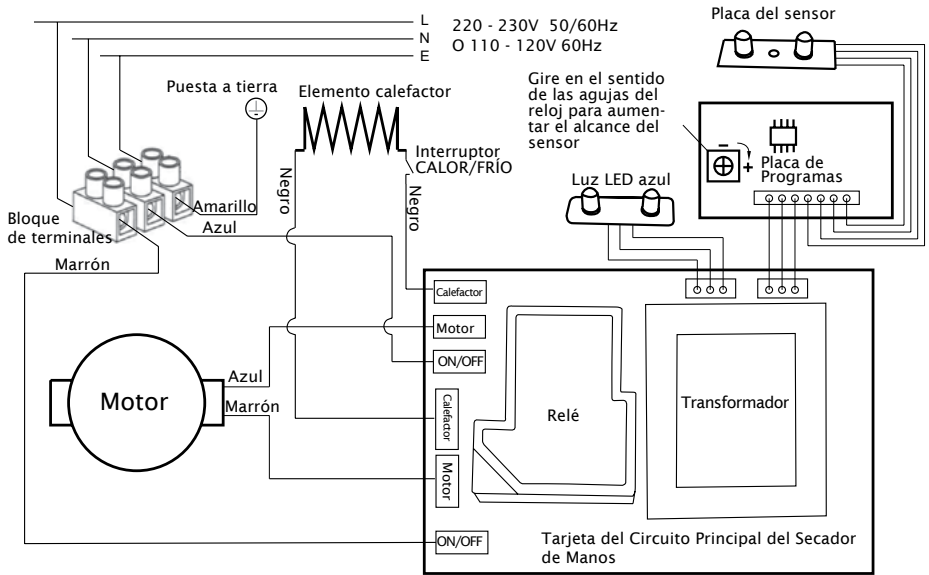 L
N
E
220 - 230V 50/60Hz
O 110 - 120V 60Hz
Placa del sensor
Puesta a tierra
Elemento calefactor
Gire en el sentido
de las agujas del
reloj para aumen-
tar el alcance del
sensor
- +
Placa de
Programas
Interruptor
CALOR/FRÍO
Luz LED azul
Negro
Negro
Bloque
de terminales
Amarillo
Azul
Marrón
Calefactor
Motor
ON/OFF
Azul
Marrón
Motor
Calefactor
Motor
Relé
Transformador
ON/OFF
Tarjeta del Circuito Principal del Secador
de Manos